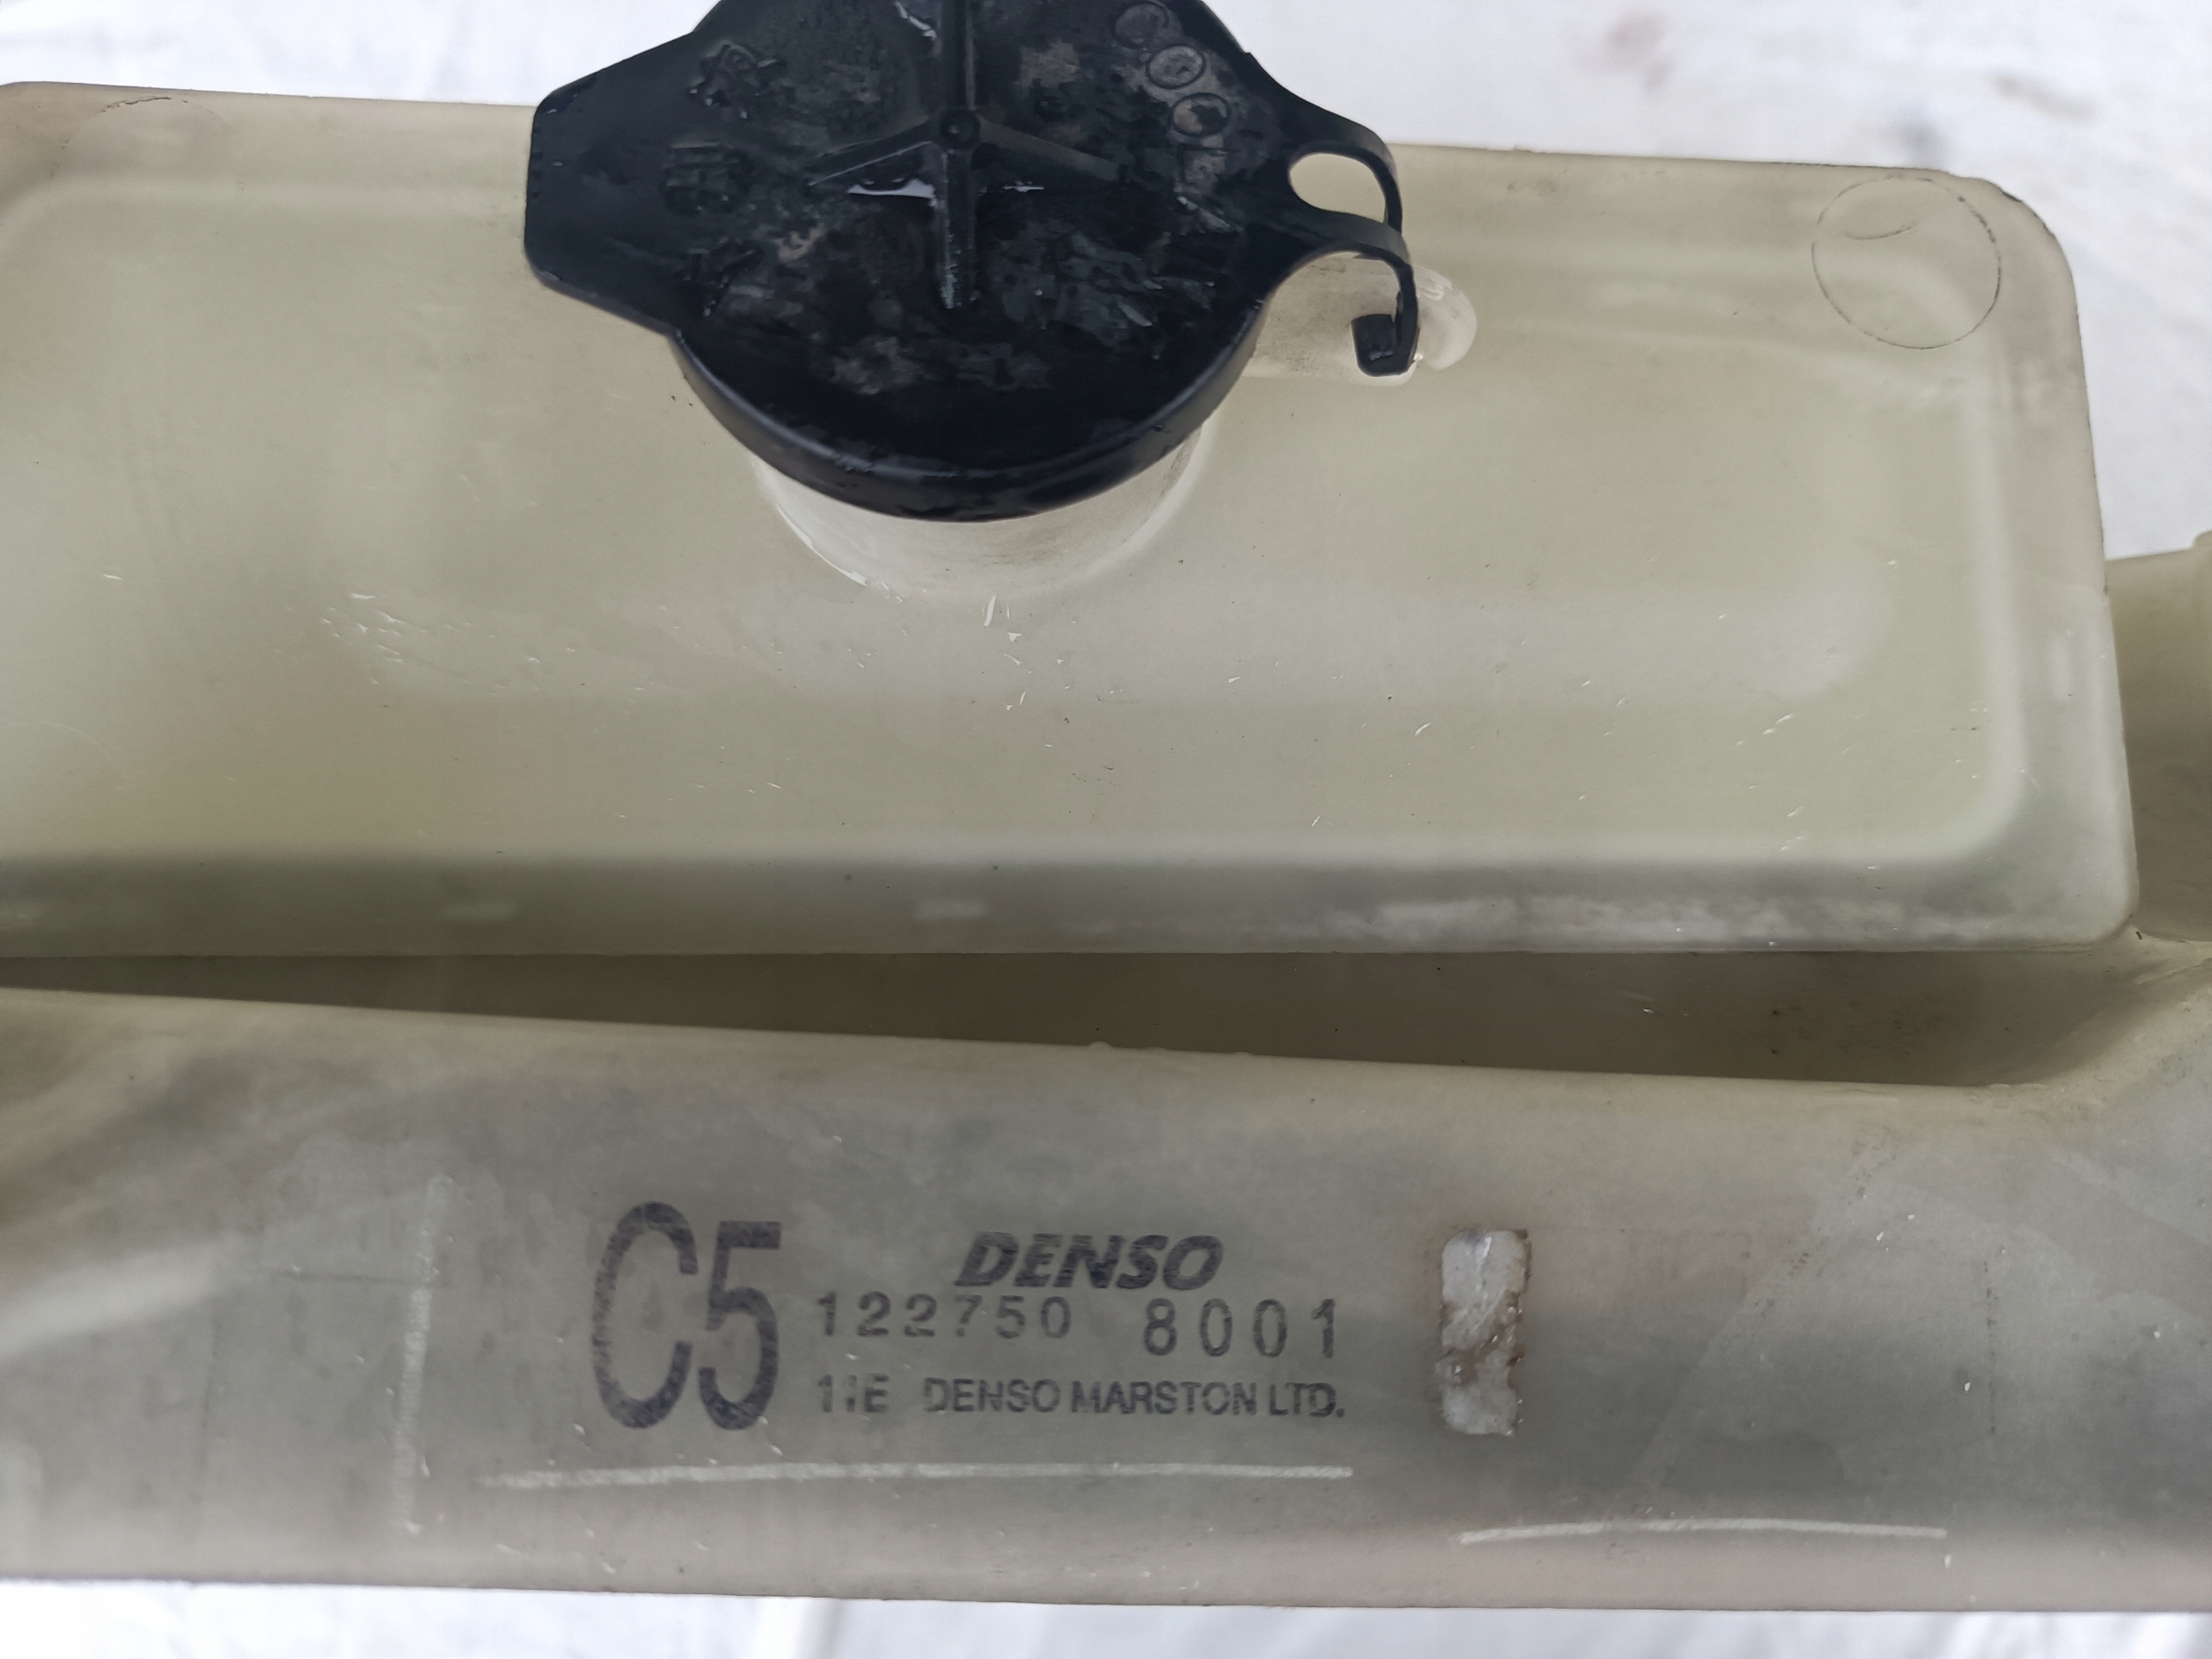 C5
DENSO
122750 8001
DENSO MARSTON LTD.